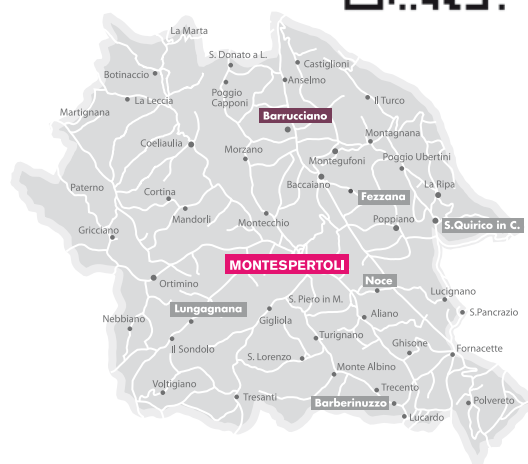 La Marta
S. Donato a L.
Castiglioni
Botinaccio
Anselmo
Poggio
Capponi
La Leccia
Il Turco
Martignana
Barrucciano
Montagnana
Coeliaulia
Morzano
Montegufoni
Poggio Ubertini
Baccaiano
Paterno
Cortina
Fezzana
La Ripa
Mandorli
Montecchio
Poppiano
S.Quirico in C.
Gricciano
MONTESPERTOLI
Ortimino
Noce
Lucignano
S. Piero in M.
Lungagnana
S.Pancrazio
Nebbiano
Gigliola
Aliano
Turignano
Il Sondolo
Ghisone
Fornacette
S. Lorenzo
Monte Albino
Voltigiano
Trecento
Tresanti
Barberinuzzo
Polvereto
Lucardo